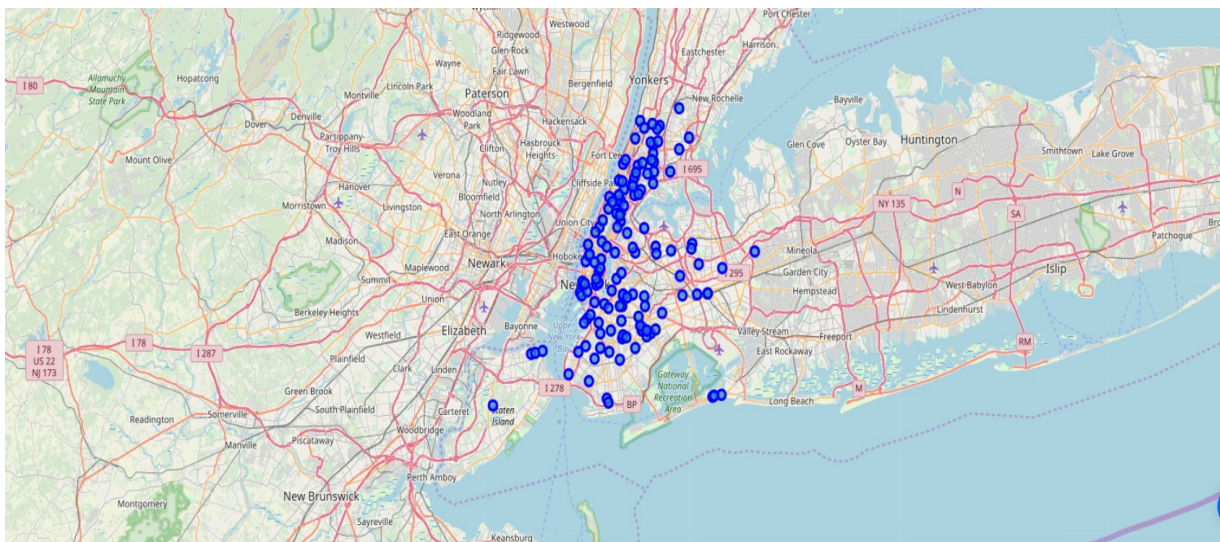 Port Chester
Wyckoff
Westwood
Ridgewood
Glen Rock
Eastchester
Harrison
Wayne
Fair Lawn
I 80
Hopatcong
Allamuchy
Mountain
State Park
Lincoln Park
Bergenfield
Yonkers
Montville
Paterson
New Rochelle
Bayville
Denville
Dover
Woodland
Park
Hackensack
Parsippany-
Troy Hills
Clifton
Hasbrouck
Heights
Glen Cove
Oyster Bay
Huntington
Smithtown
Lake Grove
Mount Olive
Fort Lee
Verona
I 695
Hanover
Nutley
Cliffside Pa
Bloomfield
N
Morristown
Livingston
North Arlington
NY 135
SA
Union City
East Orange
Patchogue
Madison
Mineola
Maplewood
Newark
Hoboke
Summit
295
Garden City
Islip
Union
Ne
Hempstead
West Babylon
Berkeley Heights
Lindenhurst
Elizabeth
Bayonne
Upper
New York
Bay
Westfield
Valley Stream
Freeport
I 78
US 22
NJ 173
I 78
I 287
Plainfield
Clark
Linden
East Rockaway
RM
Gateway
National
Recreation
Area
Green Brook
I 278
M
Long Beach
South Plainfield
Carteret
Staten
Island
BP
Readington
Somerville
Manville
Woodbridge
Piscataway
Perth Amboy
New Brunswick
Montgomery
Sayreville
Keansburg